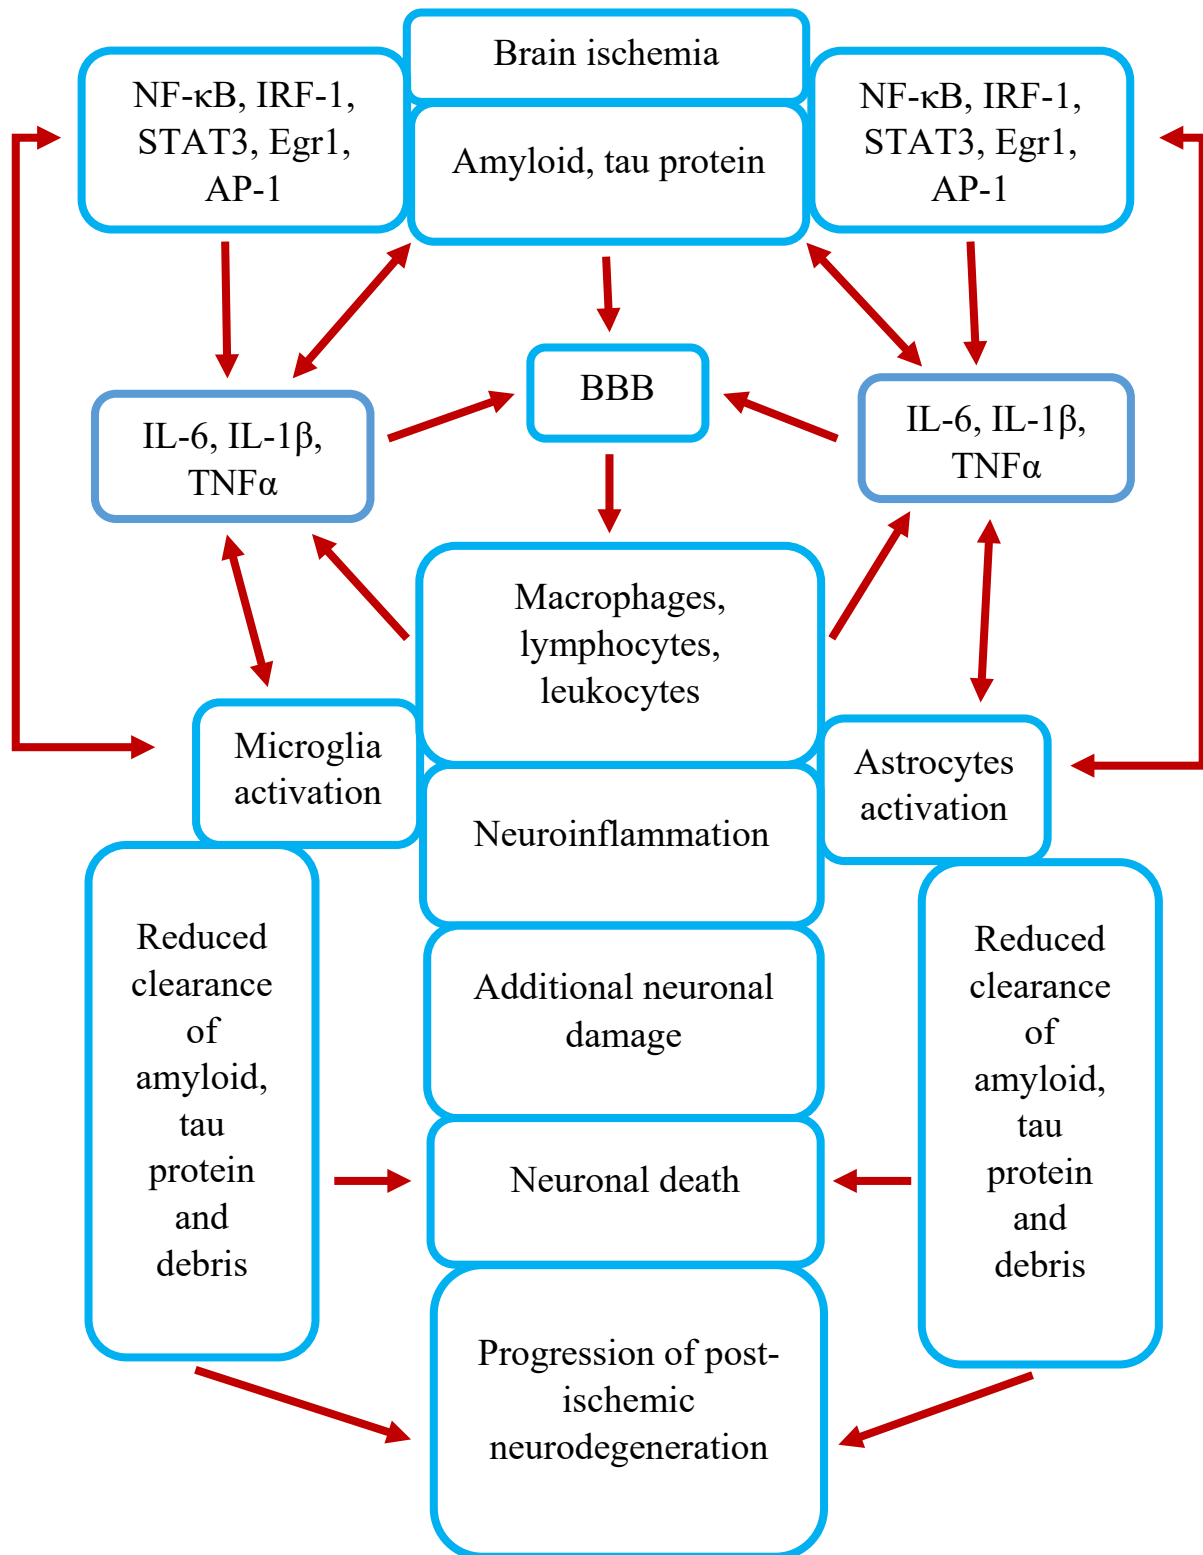 Brain ischemia
NF-κB, IRF-1,
STAT3, Egr1,
AP-1
Amyloid, tau protein
NF-κB, IRF-1,
STAT3, Egr1,
AP-1
BBB
IL-6, IL-1β,
TNFα
IL-6, IL-1β,
TNFα
Macrophages,
lymphocytes,
leukocytes
Microglia
activation
Neuroinflammation
Astrocytes
activation
Reduced
clearance
of
amyloid,
tau
protein
and
debris
Additional neuronal
damage
Reduced
clearance
of
amyloid,
tau
protein
and
debris
Neuronal death
Progression of post-
ischemic
neurodegeneration